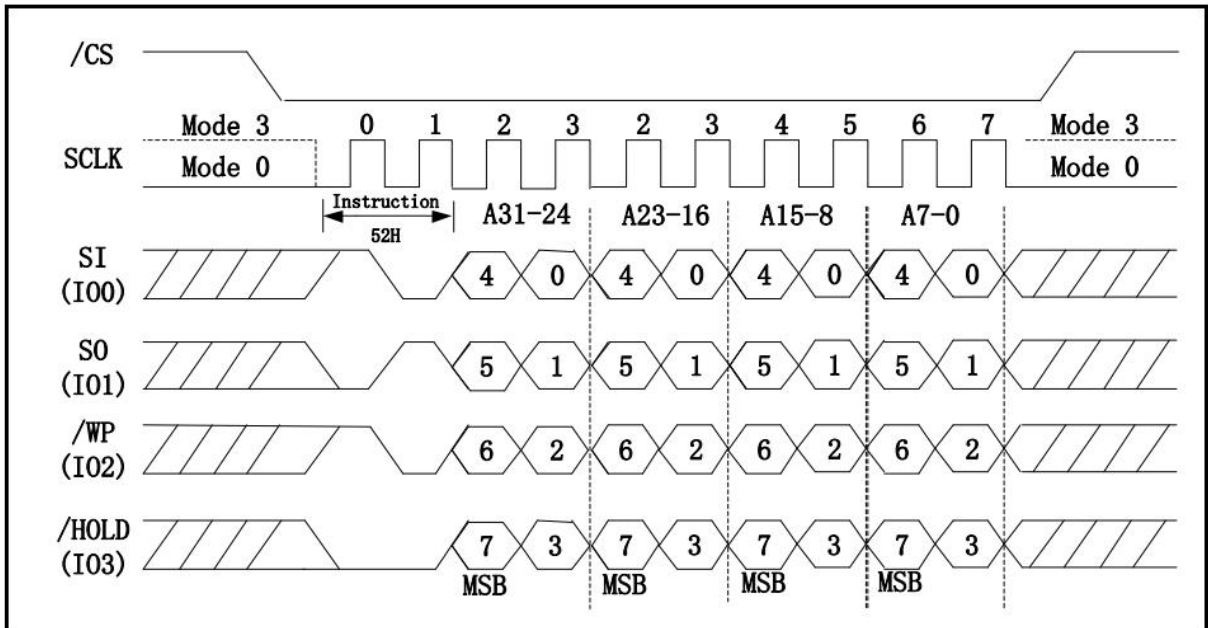 /CS
Mode 3 0 1 2 3 2 3 4 5 6 7 Mode 3
SCLK Mode 0 Mode 0
Instruction A31-24 A23-16 A15-8 A7-0
52H
SI
(IO0) 4 0 4 0 4 0 4 0
SO
(IO1) 5 1 5 1 5 1 5 1
/WP
(IO2) 6 2 6 2 6 2 6 2
/HOLD
(IO3) 7 3 7 3 7 3 7 3
MSB MSB MSB MSB